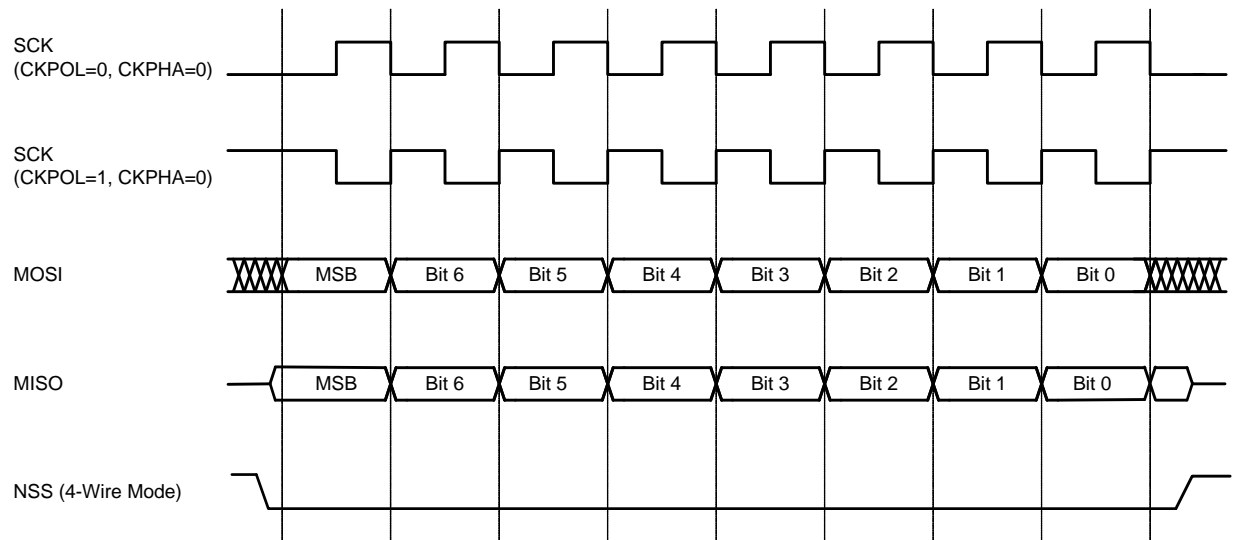 SCK
(CKPOL=0, CKPHA=0)
SCK
(CKPOL=1, CKPHA=0)
MOSI MSB Bit 6 Bit 5 Bit 4 Bit 3 Bit 2 Bit 1 Bit 0
MISO MSB Bit 6 Bit 5 Bit 4 Bit 3 Bit 2 Bit 1 Bit 0
NSS (4-Wire Mode)